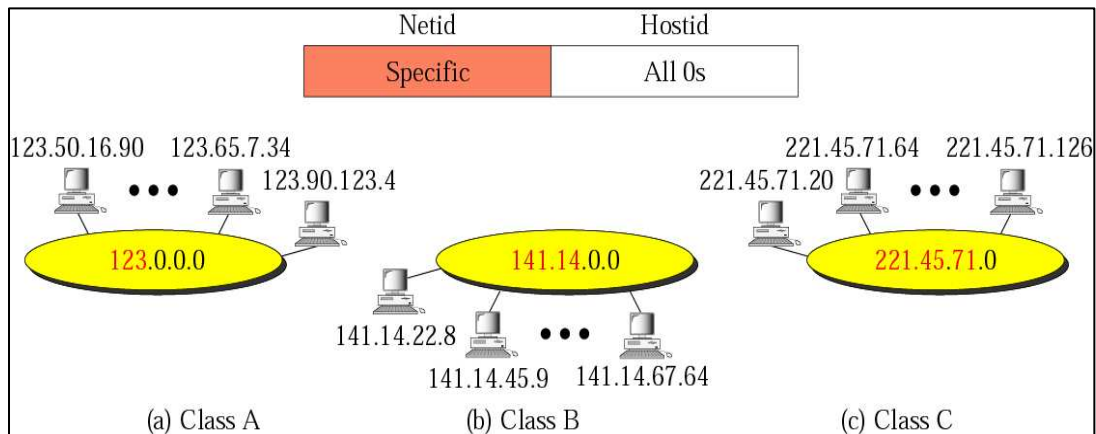 Netid Hostid
Specific All 0s
123.50.16.90 123.65.7.34
123.90.123.4
123.0.0.0
(a) Class A
141.14.0.0
141.14.22.8
141.14.45.9 141.14.67.64
(b) Class B
221.45.71.64 221.45.71.126
221.45.71.20
221.45.71.0
(c) Class C